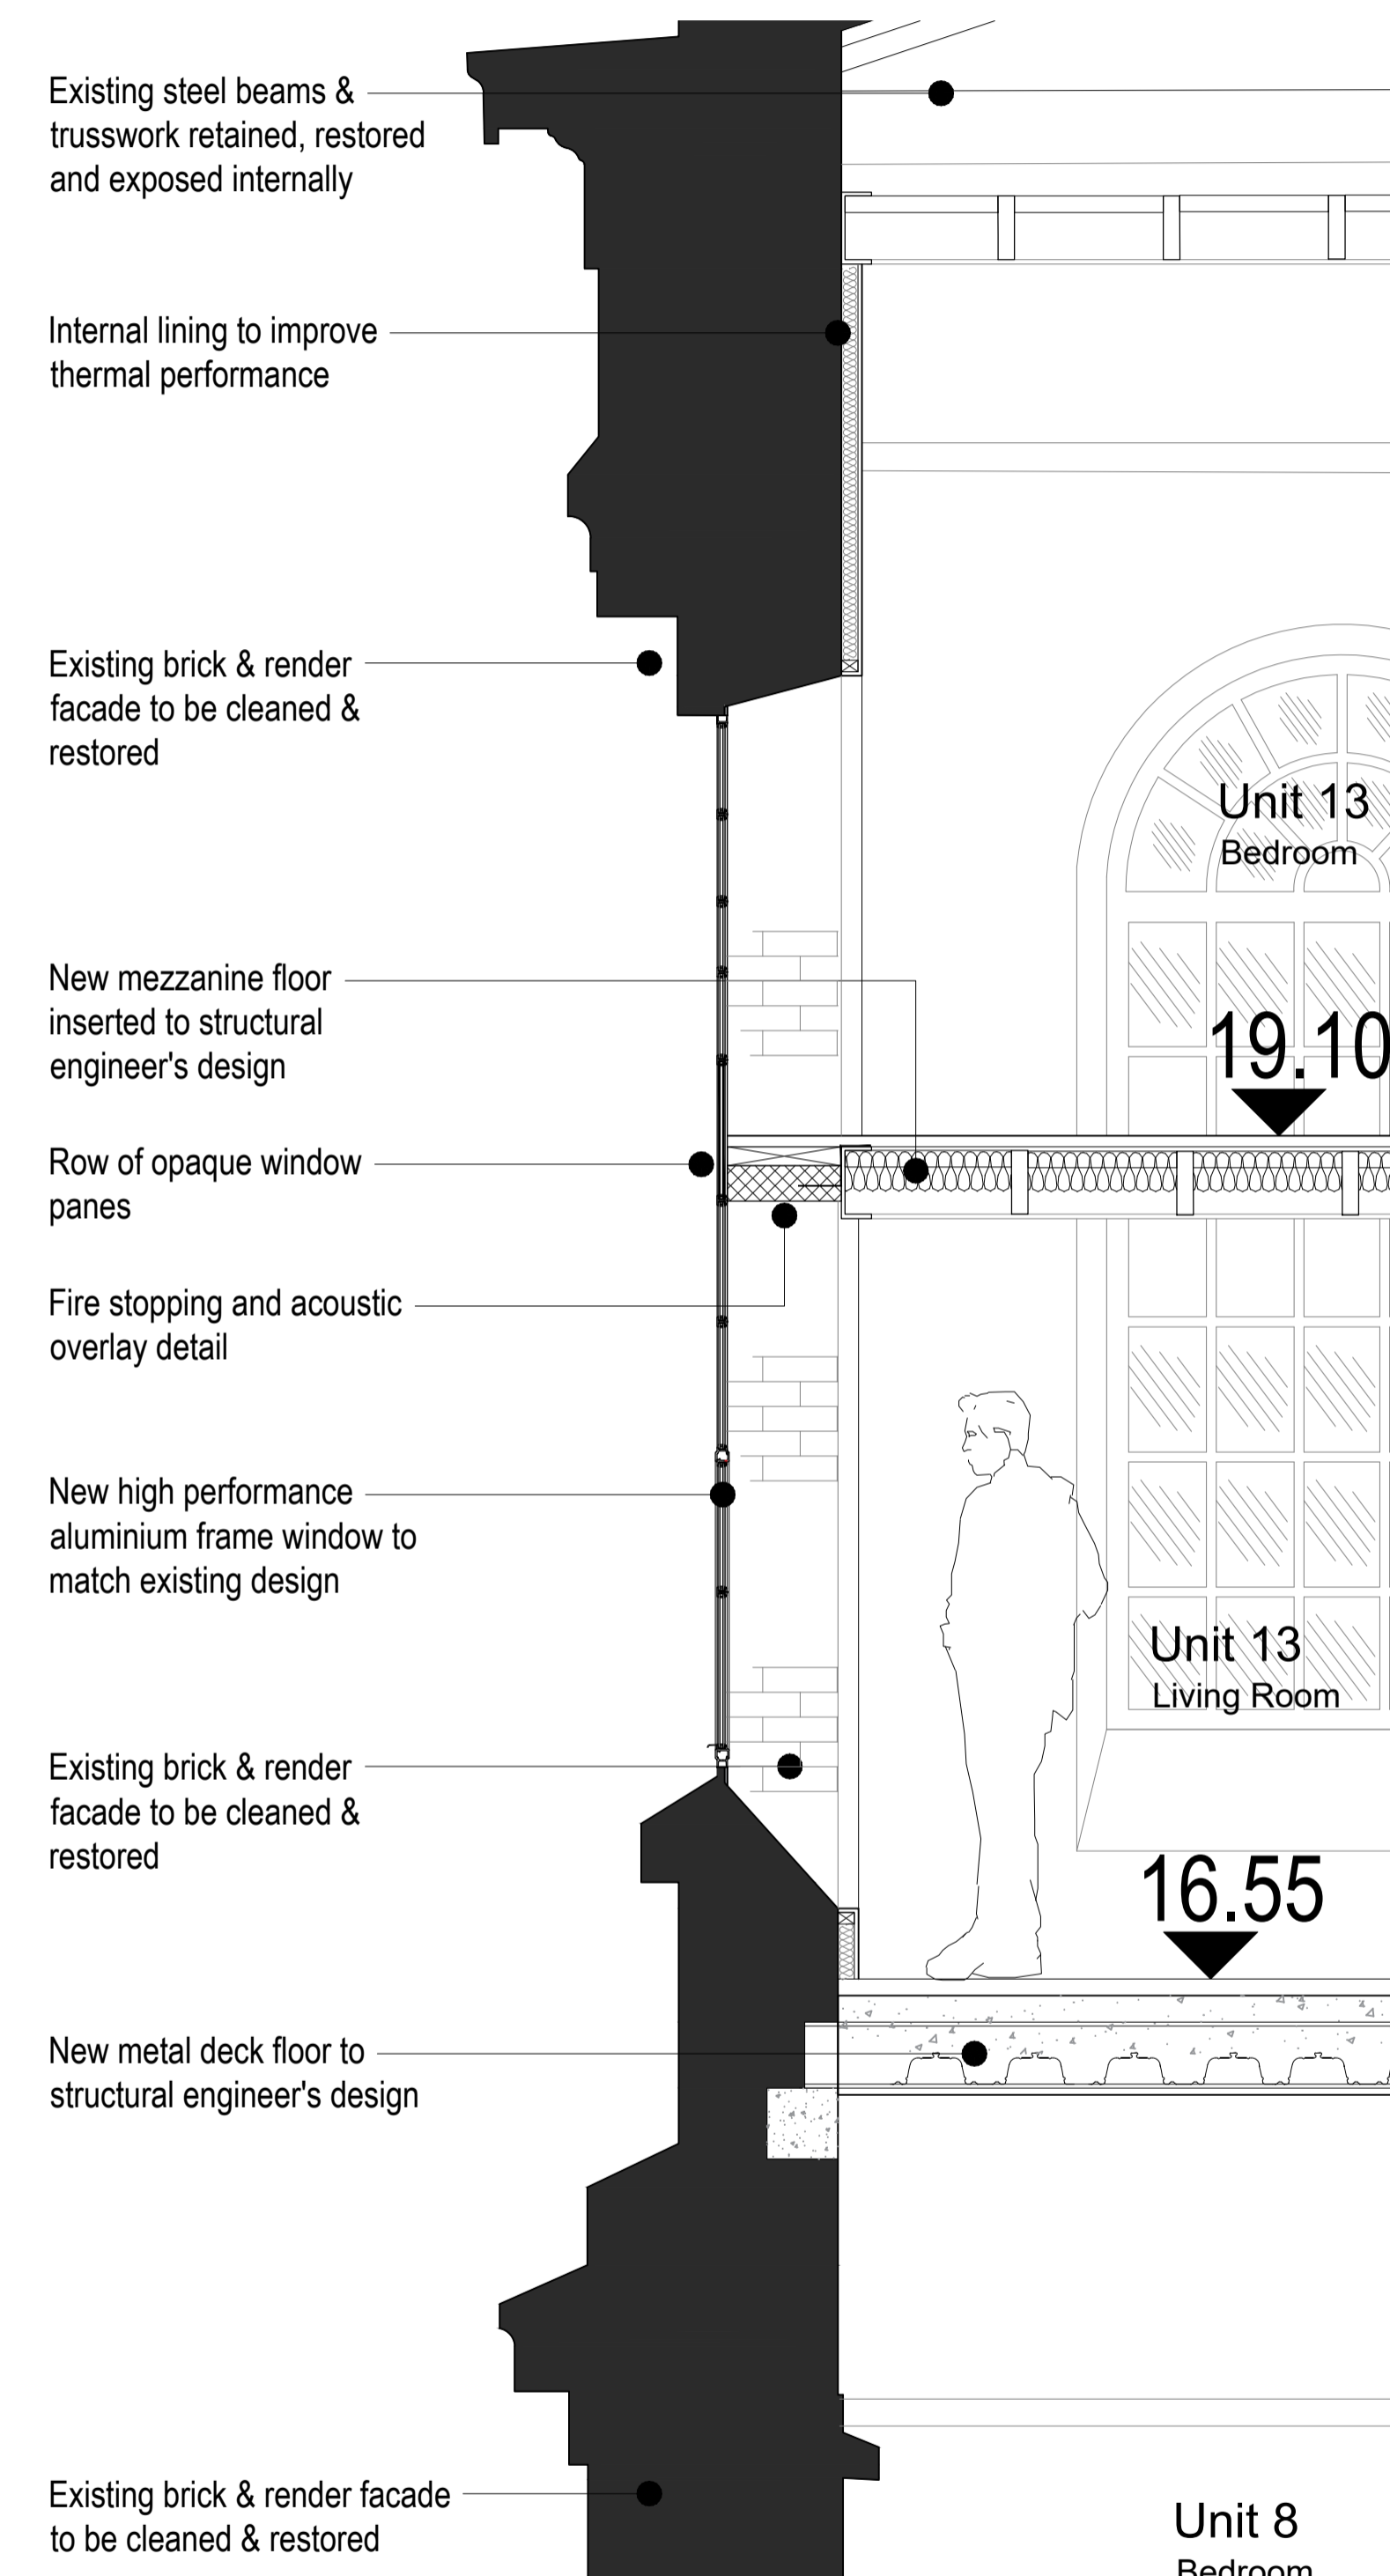 Existing steel beams &
trusswork retained, restored
and exposed internally
Internal lining to improve
thermal performance
Existing brick & render
facade to be cleaned &
restored
Unit 13
Bedroom
New mezzanine floor
inserted to structural
engineer's design
19.10
Row of opaque window
panes
Fire stopping and acoustic
overlay detail
New high performance
aluminium frame window to
match existing design
Unit 13
Living Room
Existing brick & render
facade to be cleaned &
restored
16.55
New metal deck floor to
structural engineer's design
Existing brick & render facade
to be cleaned & restored
Unit 8
Bedroom